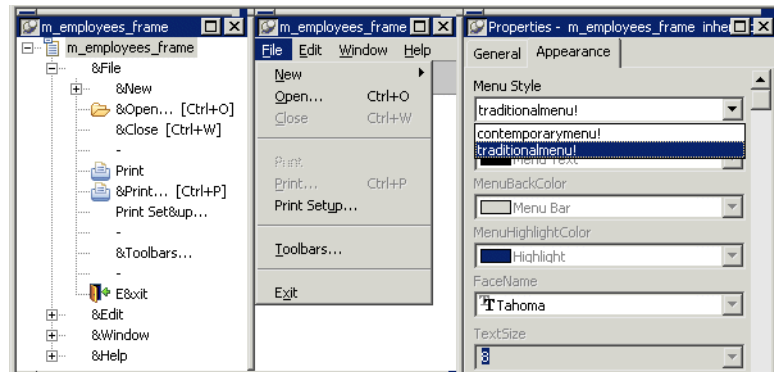 m_employees_frame
m_employees_frame
&File
&New
&Open... [Ctrl+O]
&Close [Ctrl+W]
-
Print
&Print... [Ctrl+P]
Print Set&up...
-
&Toolbars...
-
E&xit
&Edit
&Window
&Help
m_employees_frame
File Edit Window Help
New
Open... Ctrl+O
Close Ctrl+W
Print
Print... Ctrl+P
Print Setup...
Toolbars...
Exit
Properties - m_employees_frame inhe
General Appearance
Menu Style
traditionalmenu!
contemporarymenu!
traditionalmenu!
Menu Text
MenuBackColor
Menu Bar
MenuHighlightColor
Highlight
FaceName
Tahoma
TextSize
8